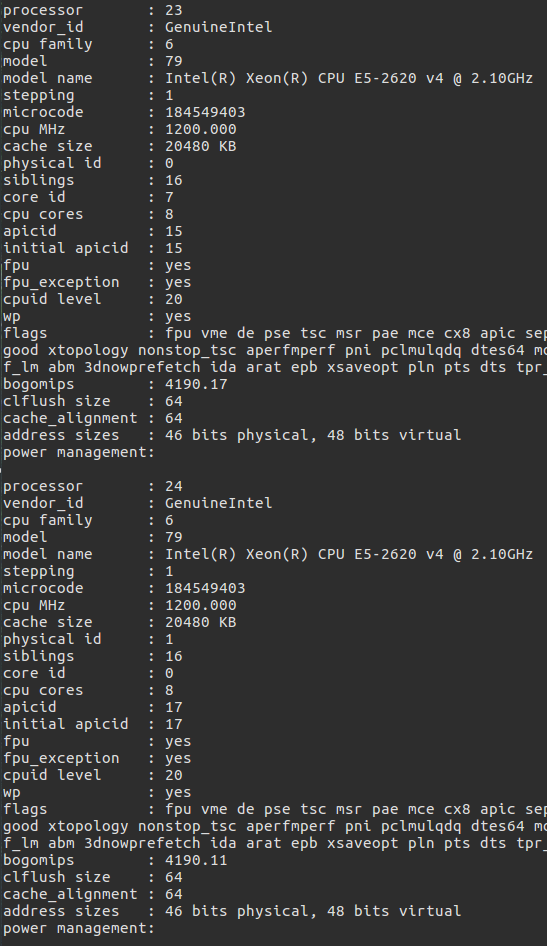 processor       : 23
vendor_id       : GenuineIntel
cpu family      : 6
model           : 79
model name      : Intel(R) Xeon(R) CPU E5-2620 v4 @ 2.10GHz
stepping        : 1
microcode       : 184549403
cpu MHz         : 1200.000
cache size      : 20480 KB
physical id     : 0
siblings        : 16
core id         : 7
cpu cores       : 8
apicid          : 15
initial apicid  : 15
fpu             : yes
fpu_exception   : yes
cpuid level     : 20
wp              : yes
flags           : fpu vme de pse tsc msr pae mce cx8 apic sep
good xtopology nonstop_tsc aperfmperf pni pclmulqdq dtes64 mo
f_lm abm 3dnowprefetch ida arat epb xsaveopt pln pts dts tpr_
bogomips        : 4190.17
clflush size    : 64
cache_alignment : 64
address sizes   : 46 bits physical, 48 bits virtual
power management:
processor       : 24
vendor_id       : GenuineIntel
cpu family      : 6
model           : 79
model name      : Intel(R) Xeon(R) CPU E5-2620 v4 @ 2.10GHz
stepping        : 1
microcode       : 184549403
cpu MHz         : 1200.000
cache size      : 20480 KB
physical id     : 1
siblings        : 16
core id         : 0
cpu cores       : 8
apicid          : 17
initial apicid  : 17
fpu             : yes
fpu_exception   : yes
cpuid level     : 20
wp              : yes
flags           : fpu vme de pse tsc msr pae mce cx8 apic sep
good xtopology nonstop_tsc aperfmperf pni pclmulqdq dtes64 mo
f_lm abm 3dnowprefetch ida arat epb xsaveopt pln pts dts tpr_
bogomips        : 4190.11
clflush size    : 64
cache_alignment : 64
address sizes   : 46 bits physical, 48 bits virtual
power management: